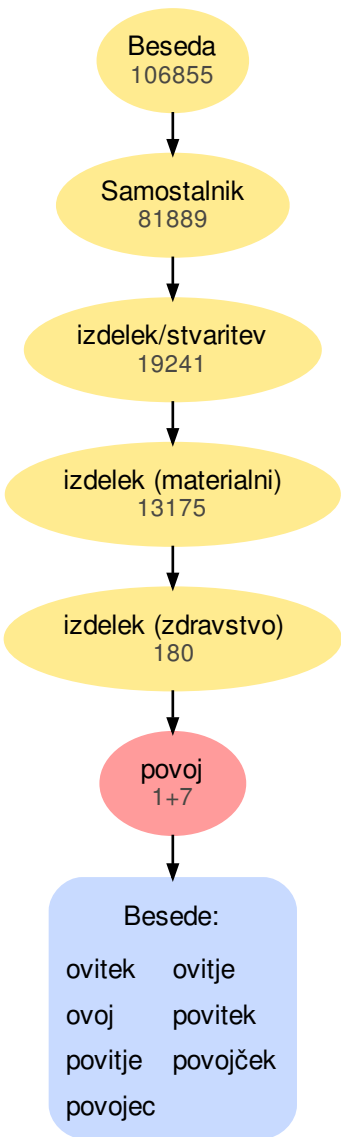 Beseda
106855
Samostalnik
81889
izdelek/stvaritev
19241
izdelek (materialni)
13175
izdelek (zdravstvo)
180
povoj
1+7
Besede:
ovitek ovitje
ovoj povitek
povitje povojček
povojec